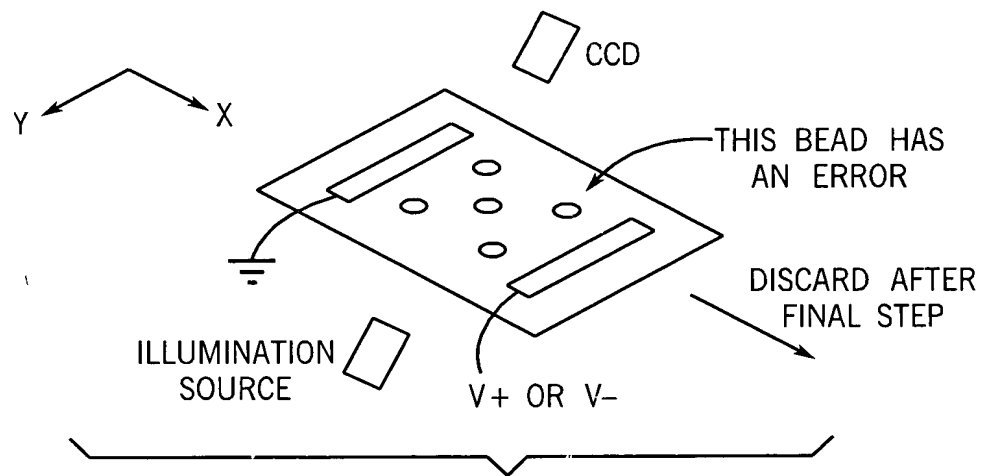 CCD
Y
X
THIS BEAD HAS
AN ERROR
DISCARD AFTER
FINAL STEP
ILLUMINATION
SOURCE
V+ OR V-